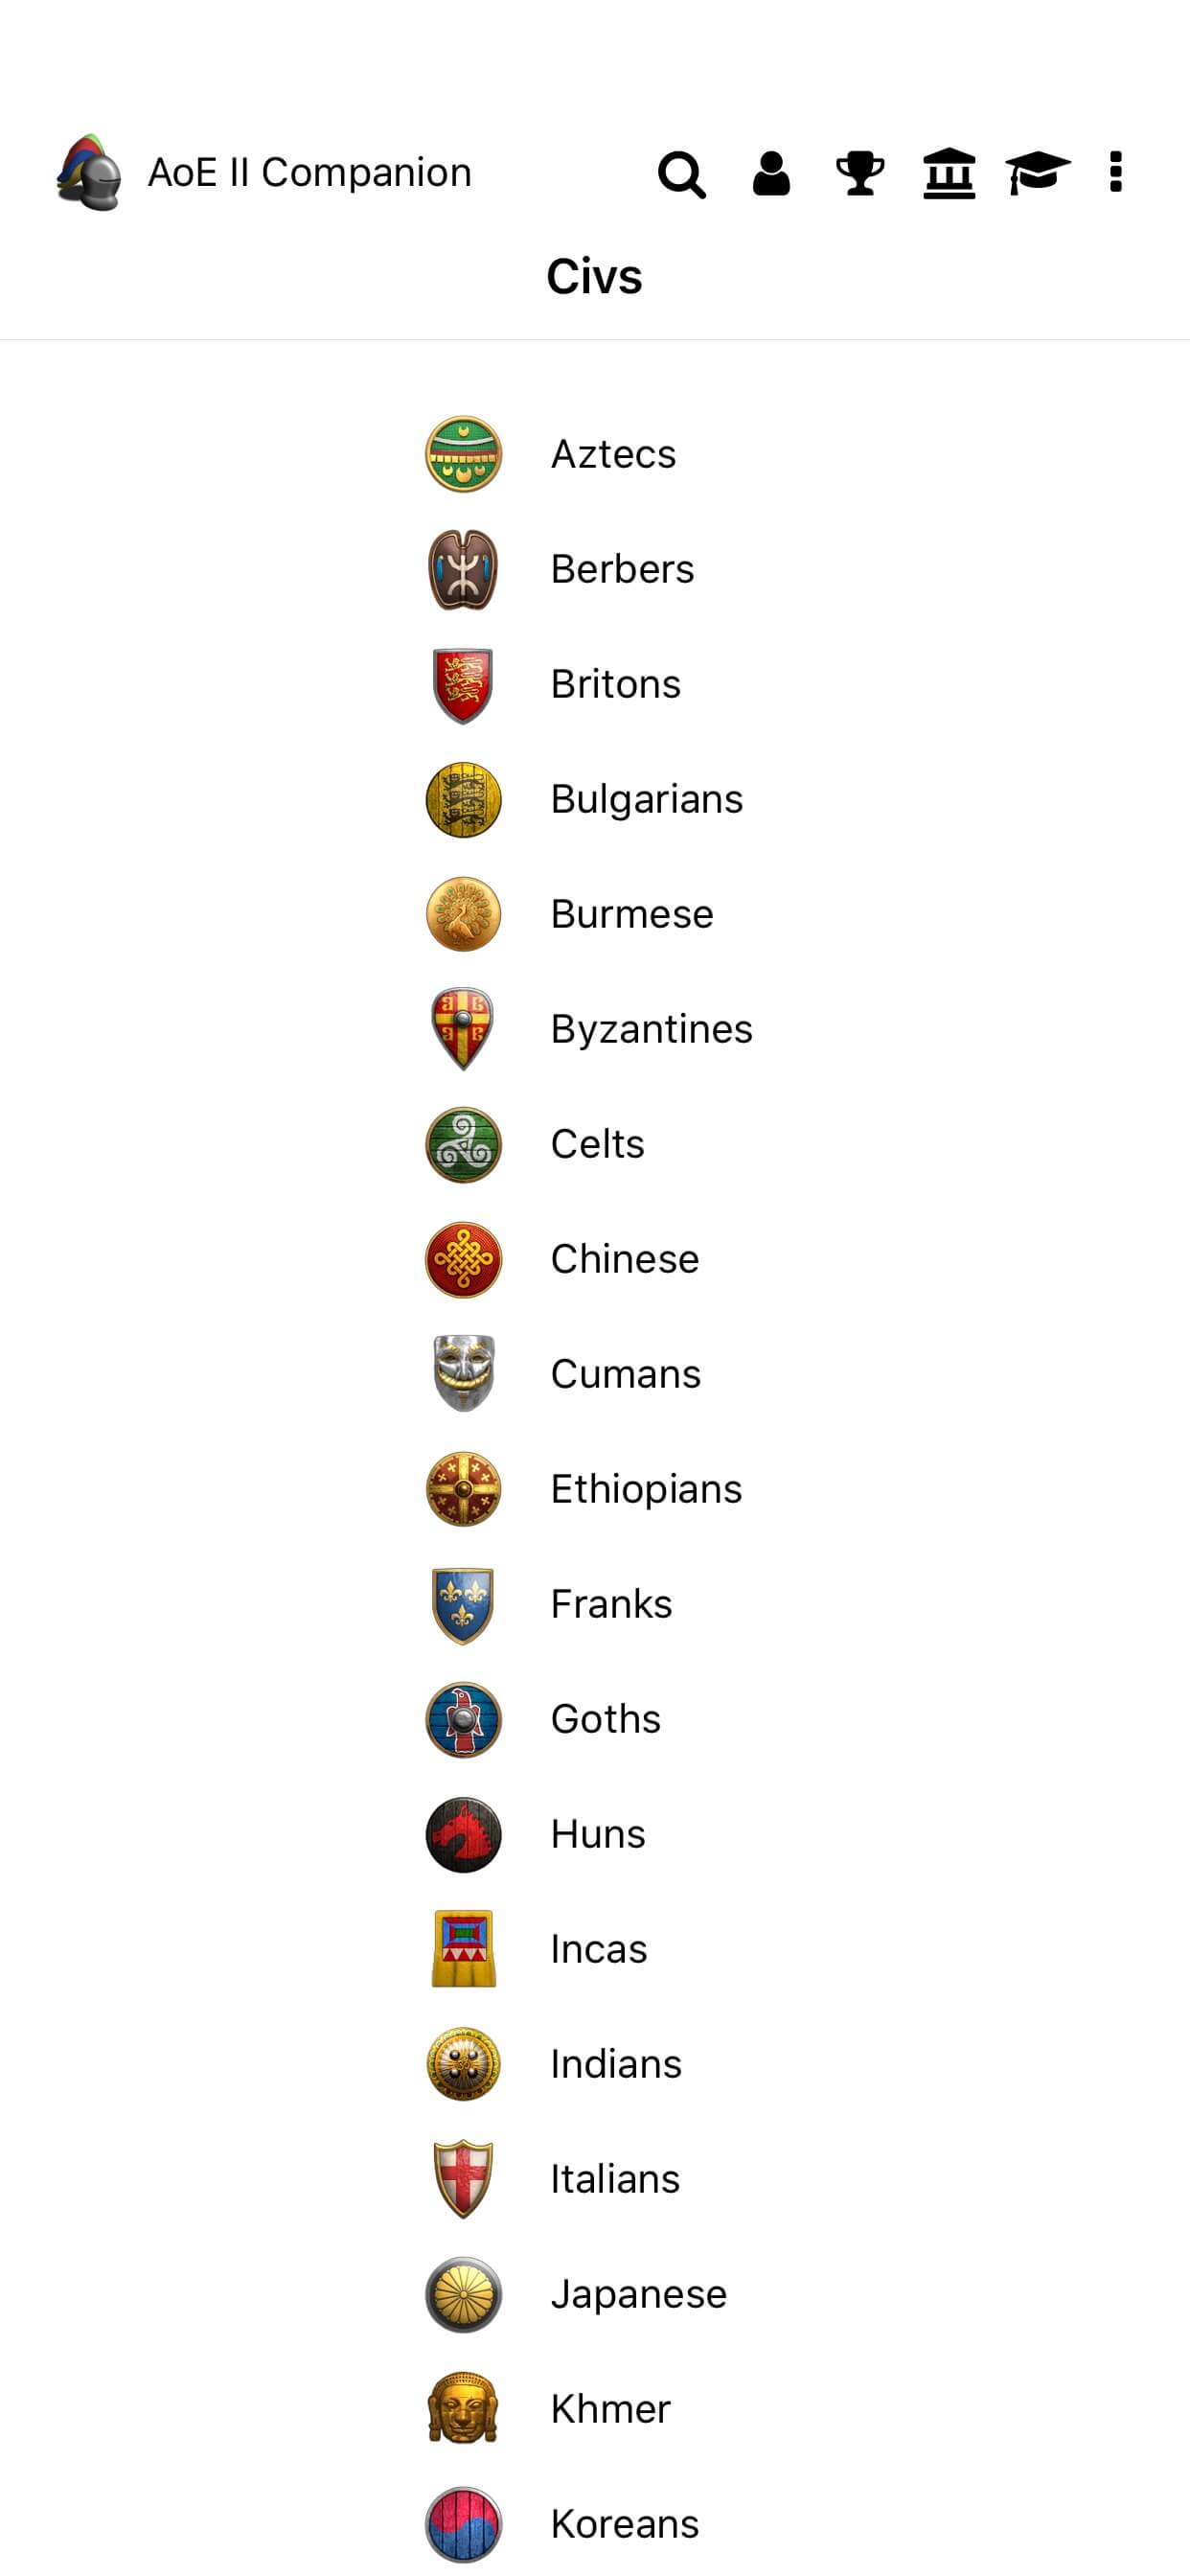 AoE II Companion
Civs
Aztecs
Berbers
Britons
Bulgarians
Burmese
Byzantines
Celts
Chinese
Cumans
Ethiopians
Franks
Goths
Huns
Incas
Indians
Italians
Japanese
Khmer
Koreans